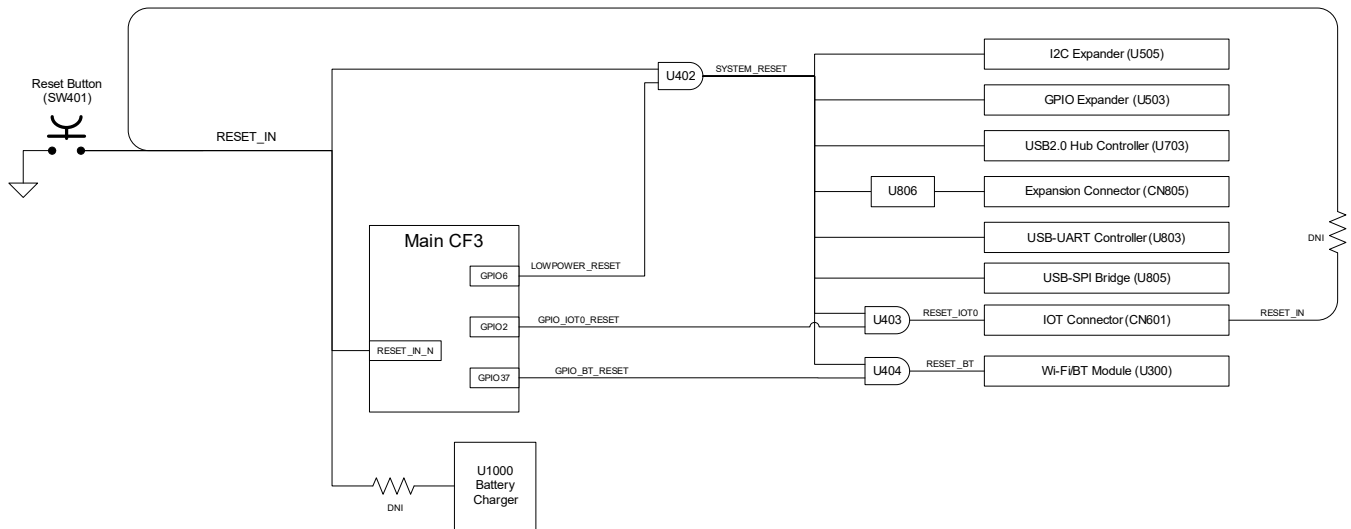 I2C Expander (U505)
U402
SYSTEM_RESET
Reset Button
(SW401)
GPIO Expander (U503)
RESET_IN
USB2.0 Hub Controller (U703)
U806
Expansion Connector (CN805)
Main CF3
USB-UART Controller (U803)
DNI
GPIO6
LOWPOWER_RESET
USB-SPI Bridge (U805)
GPIO2
GPIO_IOT0_RESET
U403
RESET_IOT0
IOT Connector (CN601)
RESET_IN
RESET_IN_N
GPIO37
GPIO_BT_RESET
U404
RESET_BT
Wi-Fi/BT Module (U300)
U1000
Battery
Charger
DNI